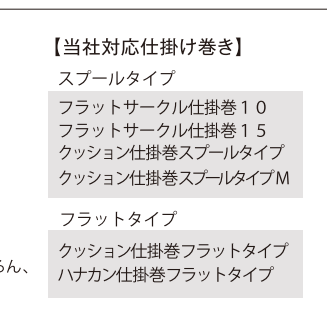 【当社対応仕掛け巻き】
スプールタイプ
フラットサークル仕掛巻１０
フラットサークル仕掛巻１５
クッション仕掛巻スプールタイプ
クッション仕掛巻スプールタイプM
フラットタイプ
クッション仕掛巻フラットタイプ
ハナカン仕掛巻フラットタイプ
ろん、